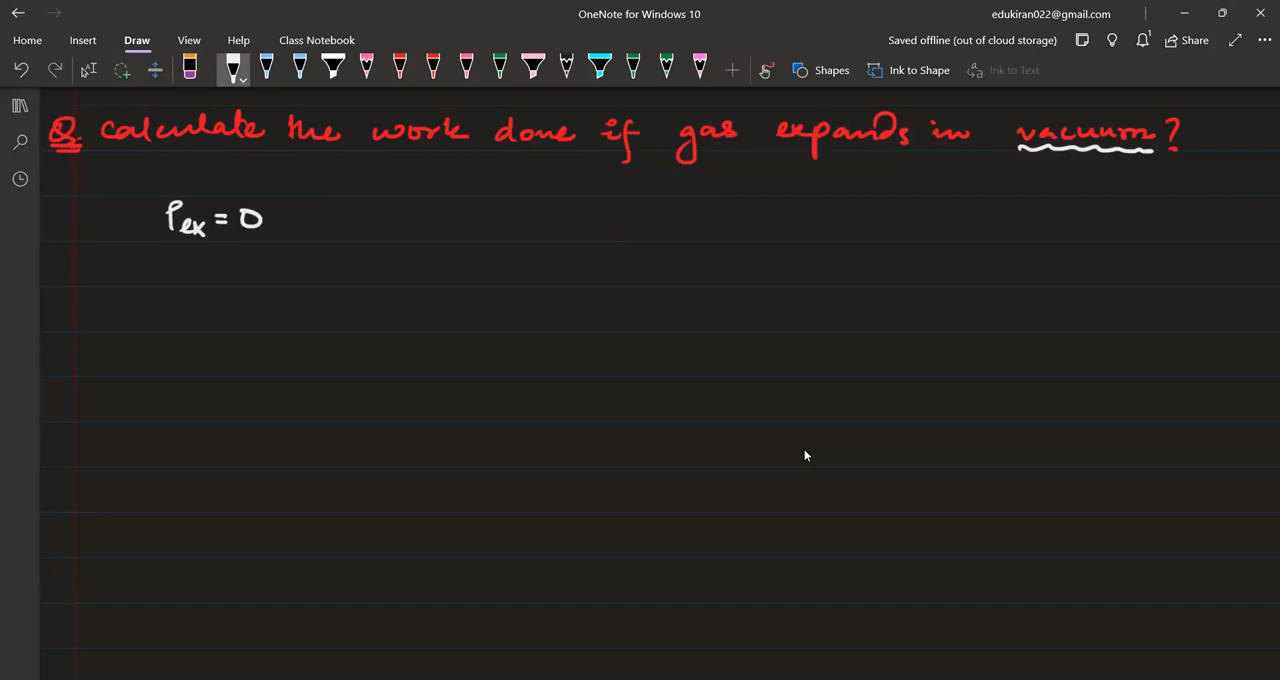 OneNote for Windows 10
edukiran022@gmail.com
Home Insert Draw View Help Class Notebook
Saved offline (out of cloud storage)
1
Share
Shapes
Ink to Shape
Ink to Text
Q. calculate the work done if gas expands in vacuum?
Pex = 0